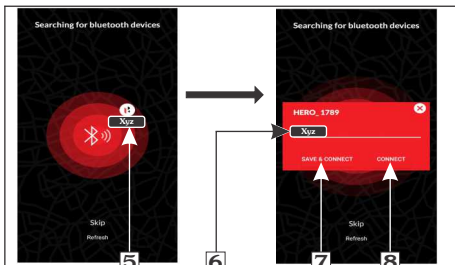 Searching for bluetooth devices
Xyz
Skip
Refresh
5
6
Searching for bluetooth devices
HERO_1789
Xyz
SAVE & CONNECT
CONNECT
Skip
Refresh
7
8